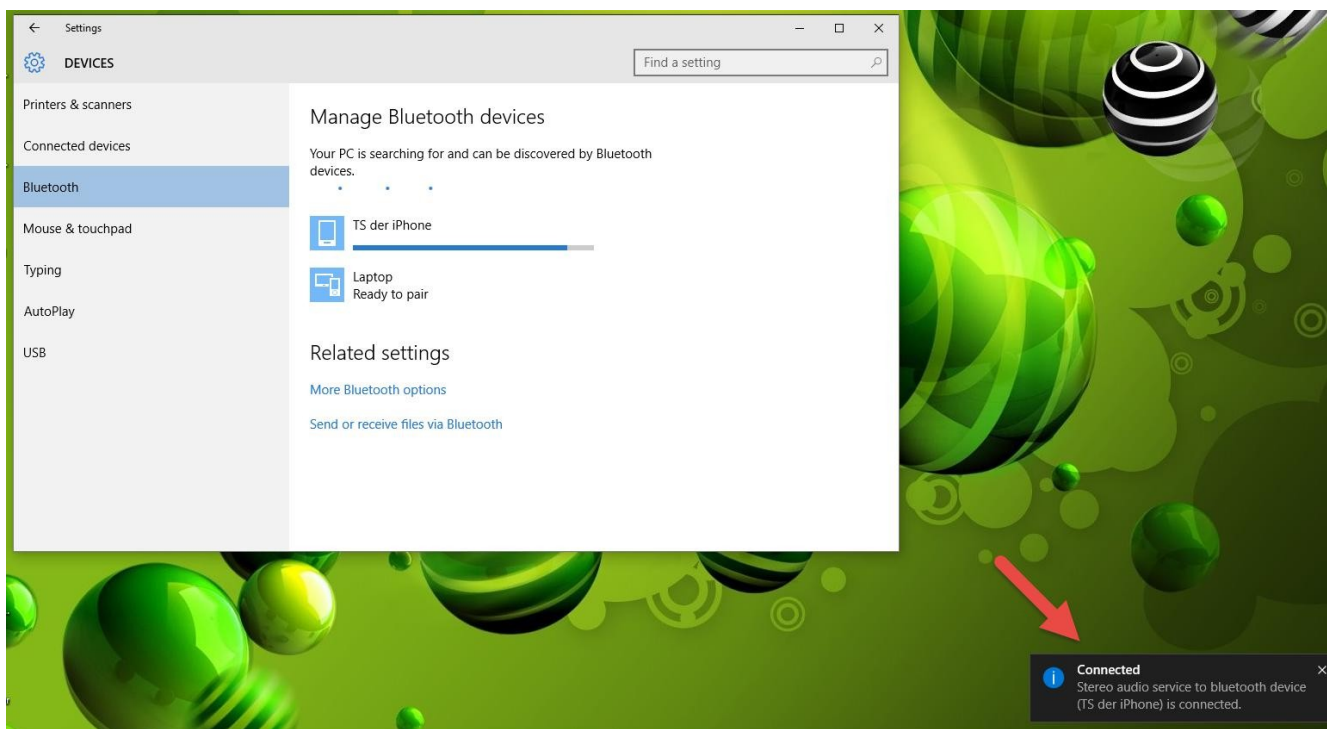 Settings
DEVICES
Find a setting
Printers & scanners
Connected devices
Bluetooth
Mouse & touchpad
Typing
AutoPlay
USB
Manage Bluetooth devices
Your PC is searching for and can be discovered by Bluetooth
devices.
TS der iPhone
Laptop
Ready to pair
Related settings
More Bluetooth options
Send or receive files via Bluetooth
Connected
Stereo audio service to bluetooth device
(TS der iPhone) is connected.